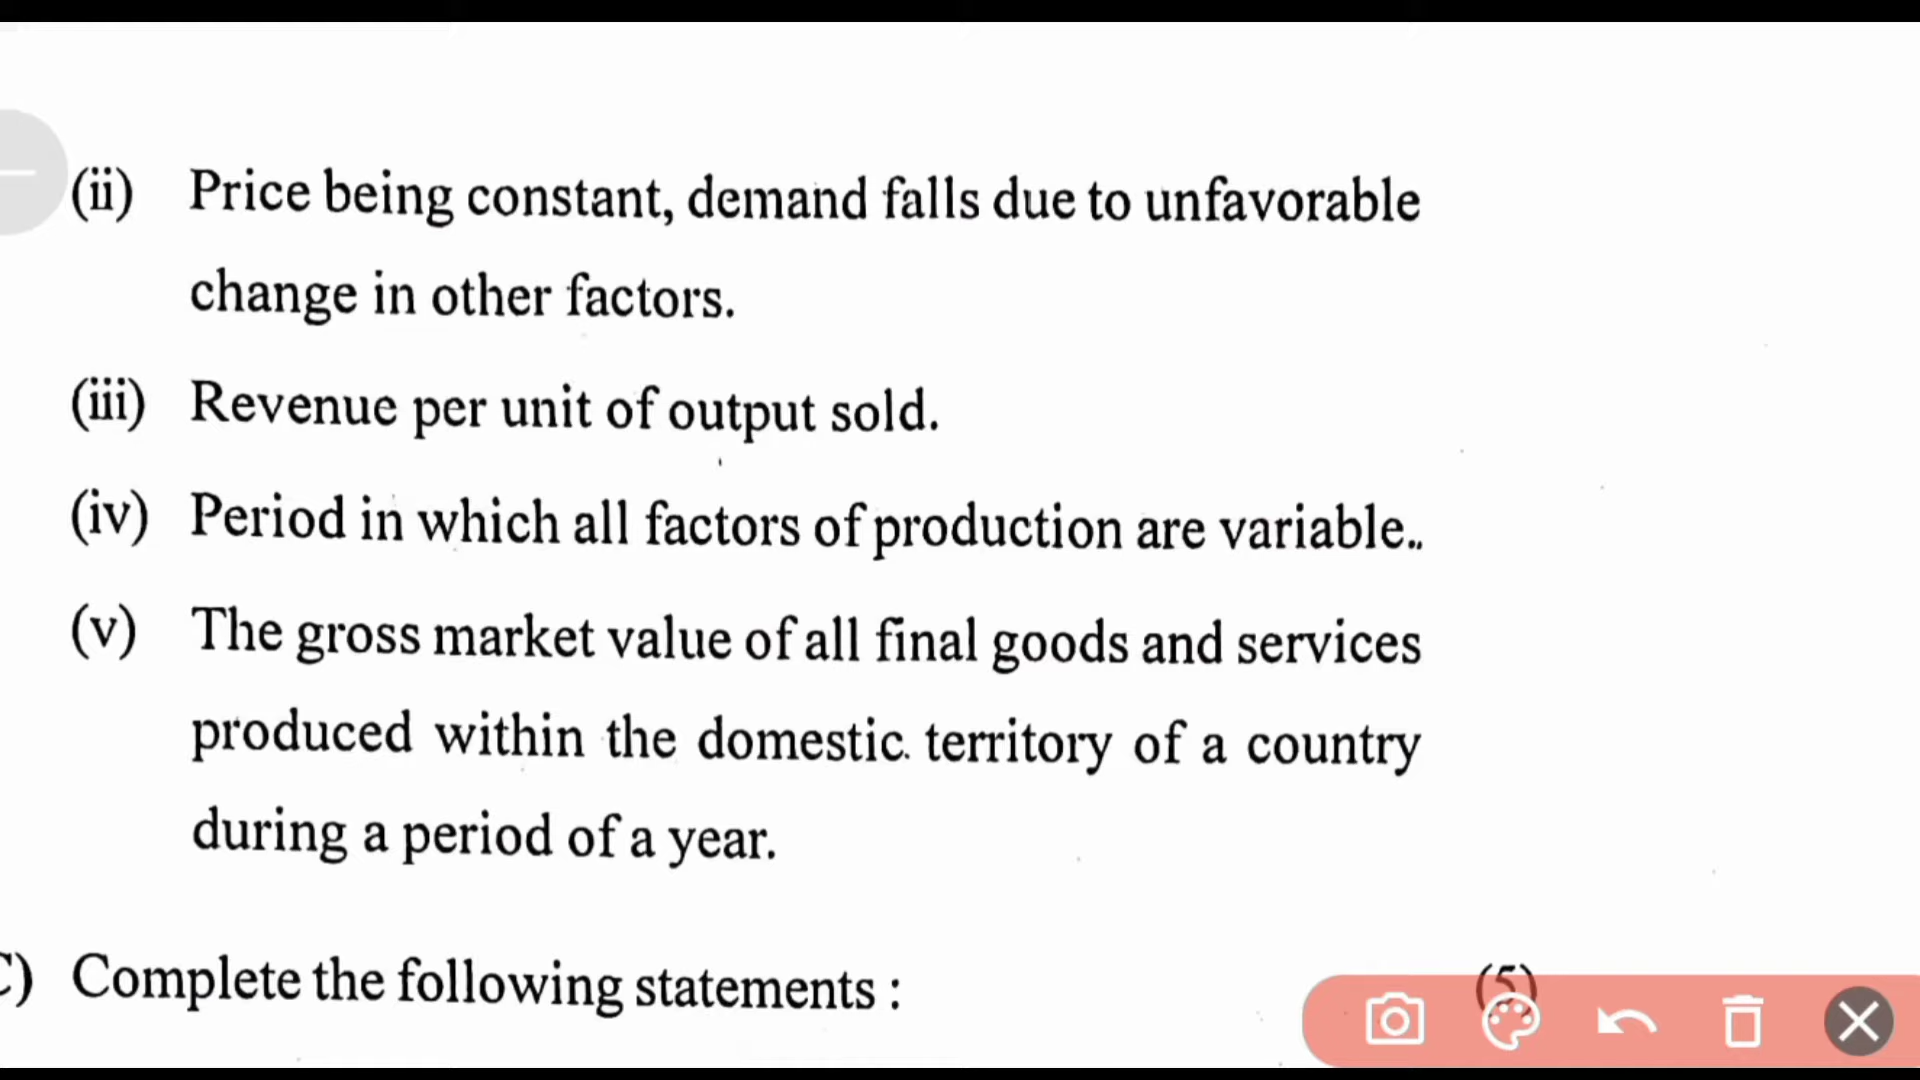 (ii) Price being constant, demand falls due to unfavorable
change in other factors.
(iii) Revenue per unit of output sold.
(iv) Period in which all factors of production are variable..
(v) The gross market value of all final goods and services
produced within the domestic. territory of a country
during a period of a year.
C) Complete the following statements : (5)